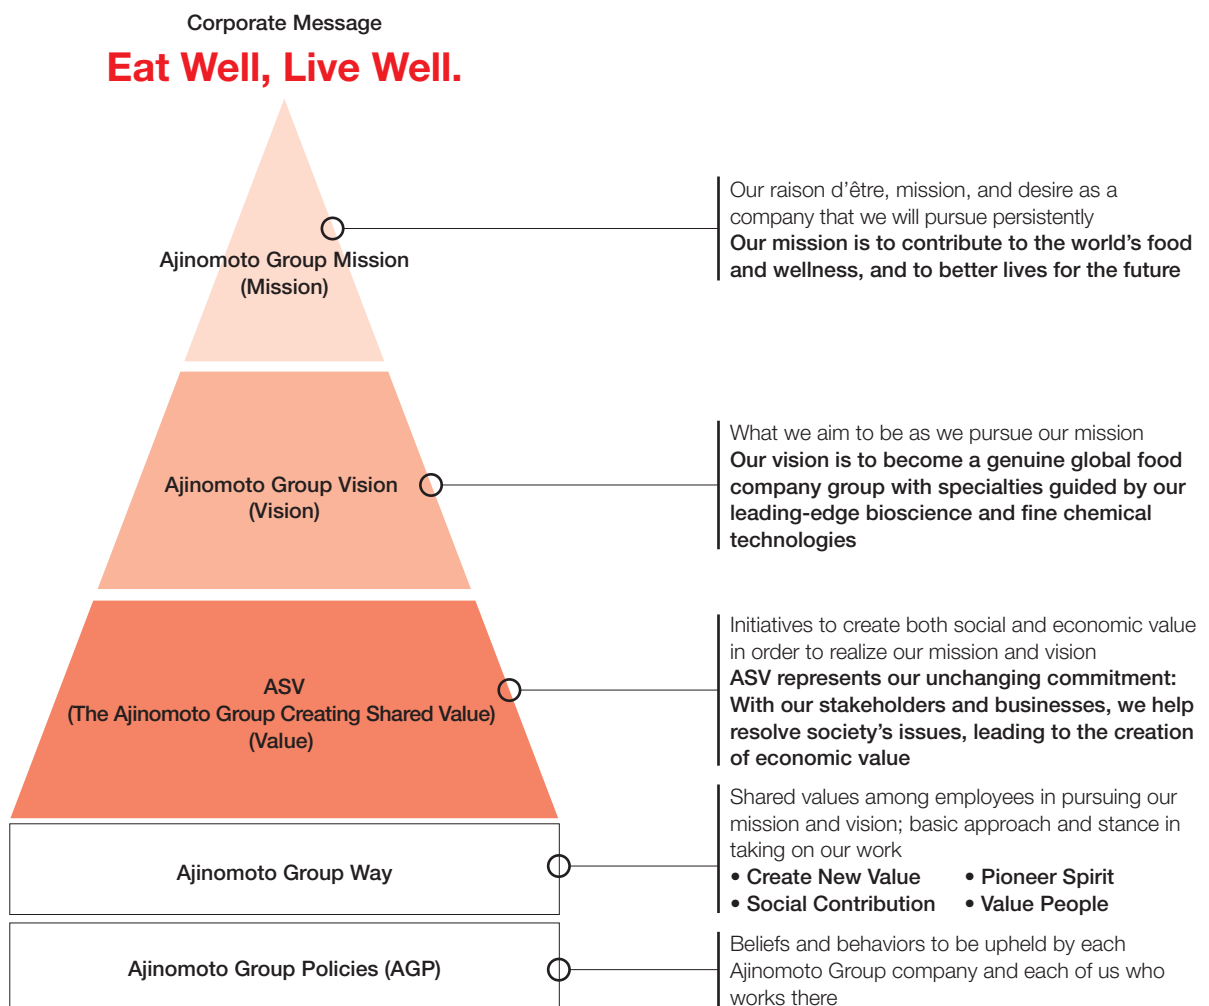 Corporate Message
Eat Well, Live Well.
Ajinomoto Group Mission
(Mission)
Our raison d’être, mission, and desire as a
company that we will pursue persistently
Our mission is to contribute to the world’s food
and wellness, and to better lives for the future
Ajinomoto Group Vision
(Vision)
What we aim to be as we pursue our mission
Our vision is to become a genuine global food
company group with specialties guided by our
leading-edge bioscience and fine chemical
technologies
ASV
(The Ajinomoto Group Creating Shared Value)
(Value)
Initiatives to create both social and economic value
in order to realize our mission and vision
ASV represents our unchanging commitment:
With our stakeholders and businesses, we help
resolve society’s issues, leading to the creation
of economic value
Ajinomoto Group Way
Shared values among employees in pursuing our
mission and vision; basic approach and stance in
taking on our work
• Create New Value • Pioneer Spirit
• Social Contribution • Value People
Ajinomoto Group Policies (AGP)
Beliefs and behaviors to be upheld by each
Ajinomoto Group company and each of us who
works there